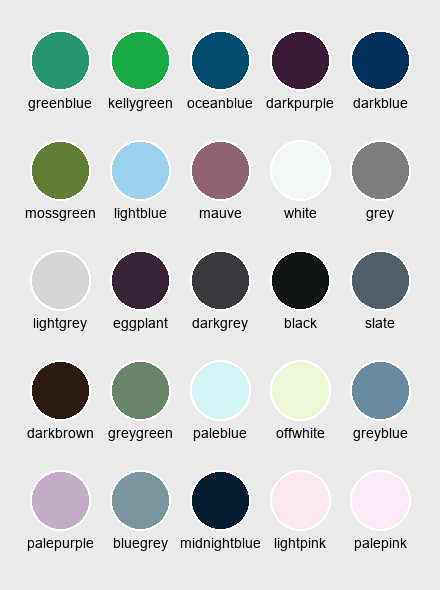 greenblue kellygreen oceanblue darkpurple darkblue
mossgreen lightblue mauve white grey
lightgrey eggplant darkgrey black slate
darkbrown greygreen paleblue offwhite greyblue
palepurple bluegrey midnightblue lightpink palepink